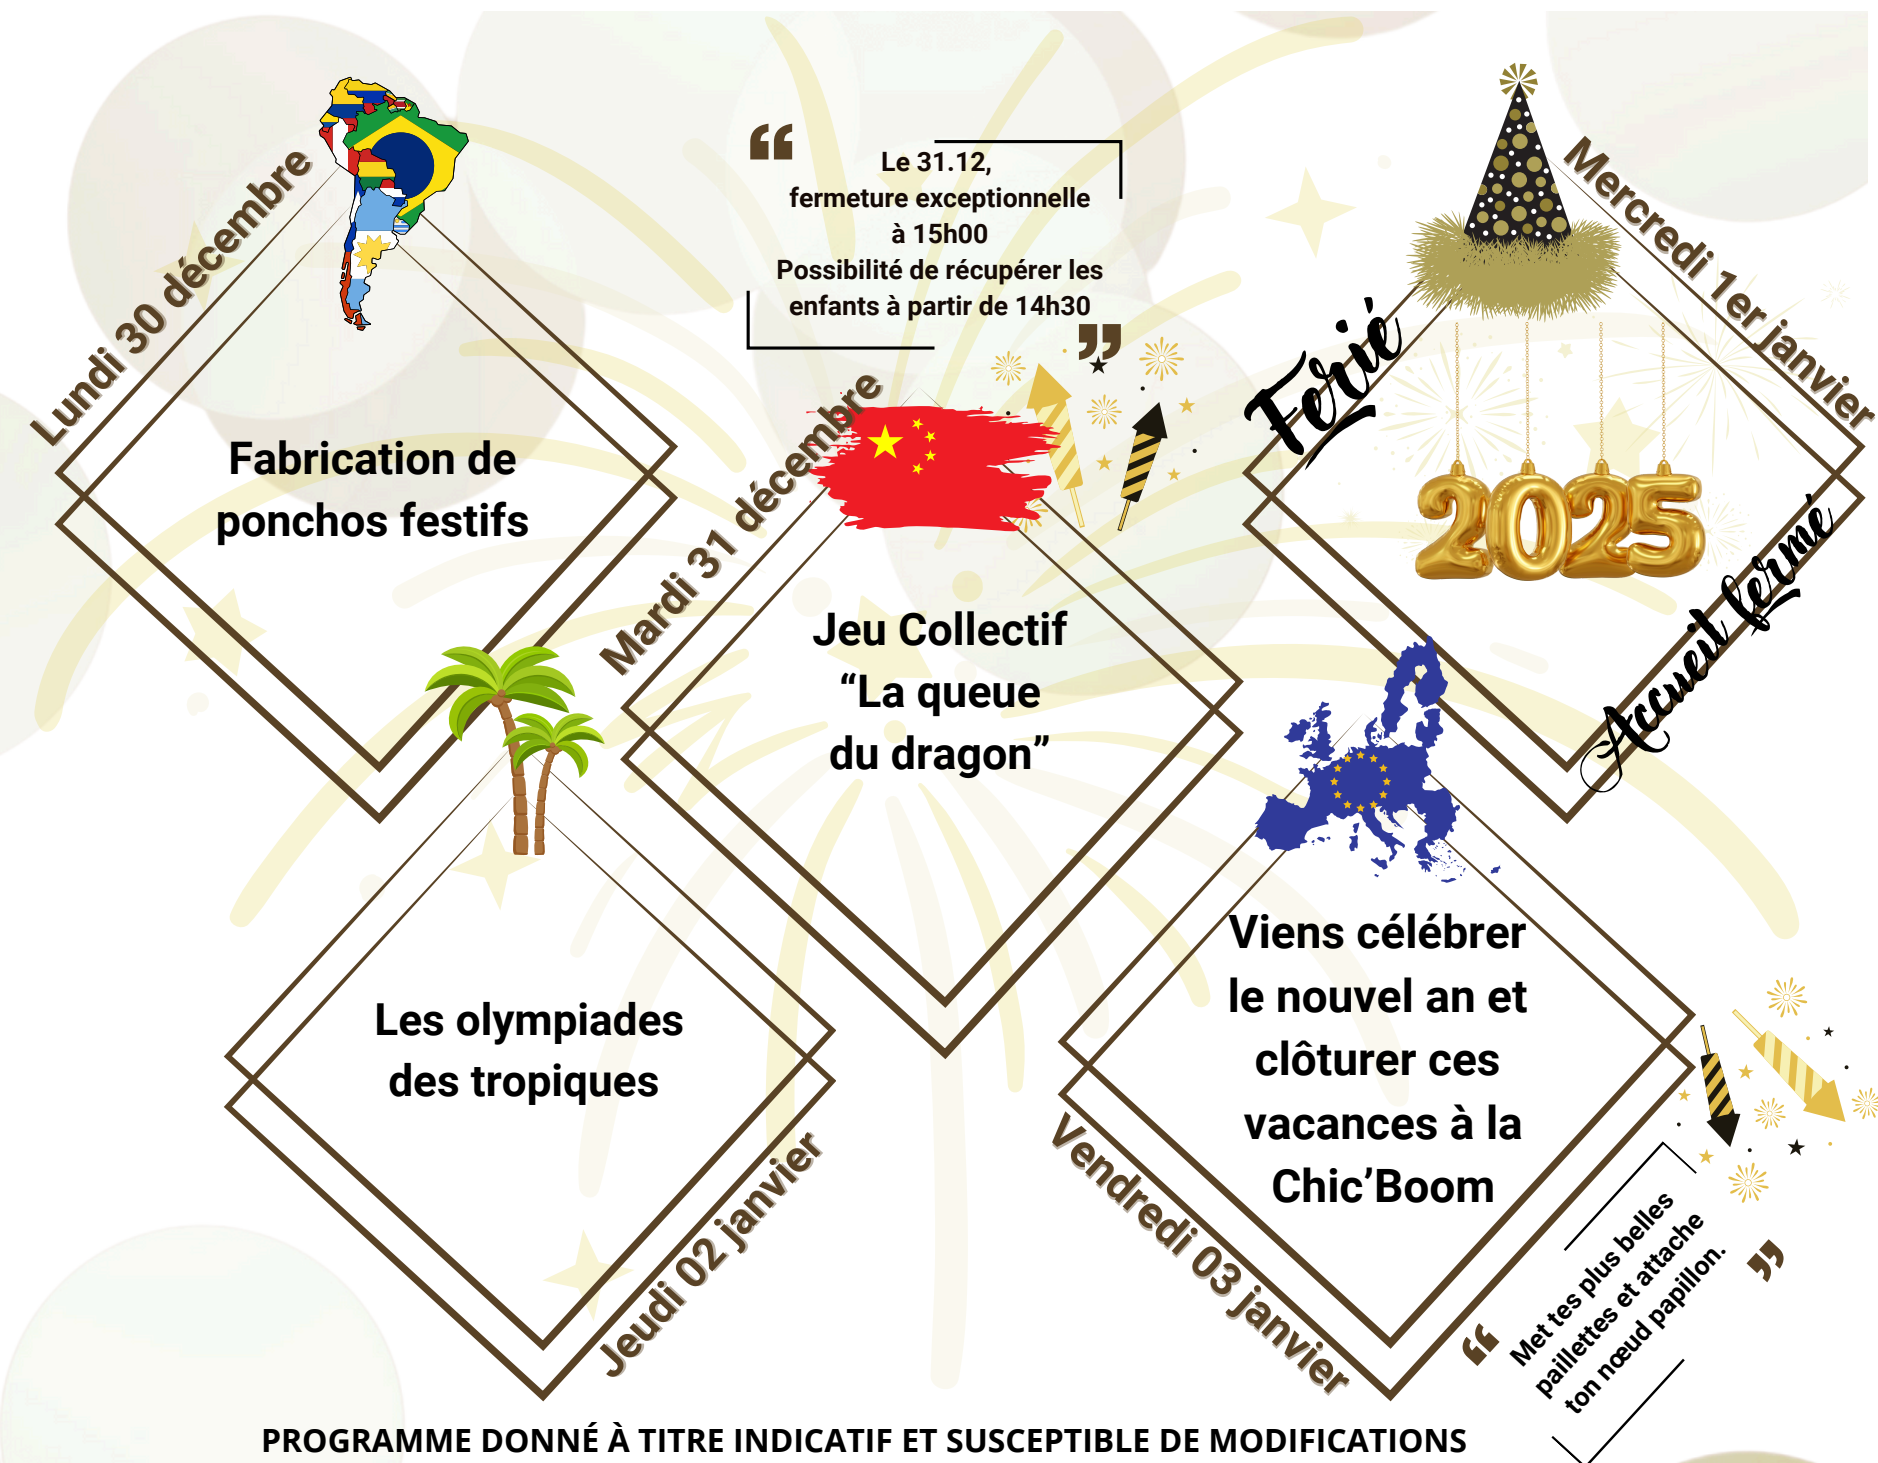 Lundi 30 décembre
Fabrication de
ponchos festifs
Le 31.12,
fermeture exceptionnelle
à 15h00
Possibilité de récupérer les
enfants à partir de 14h30
Mardi 31 décembre
Jeu Collectif
“La queue
du dragon”
Mercredi 1er janvier
Ferié
2025
Accueil fermé
Les olympiades
des tropiques
Jeudi 02 janvier
Viens célébrer
le nouvel an et
clôturer ces
vacances à la
Chic’Boom
Vendredi 03 janvier
Met tes plus belles
paillettes et attache
ton nœud papillon.
PROGRAMME DONNÉ À TITRE INDICATIF ET SUSCEPTIBLE DE MODIFICATIONS